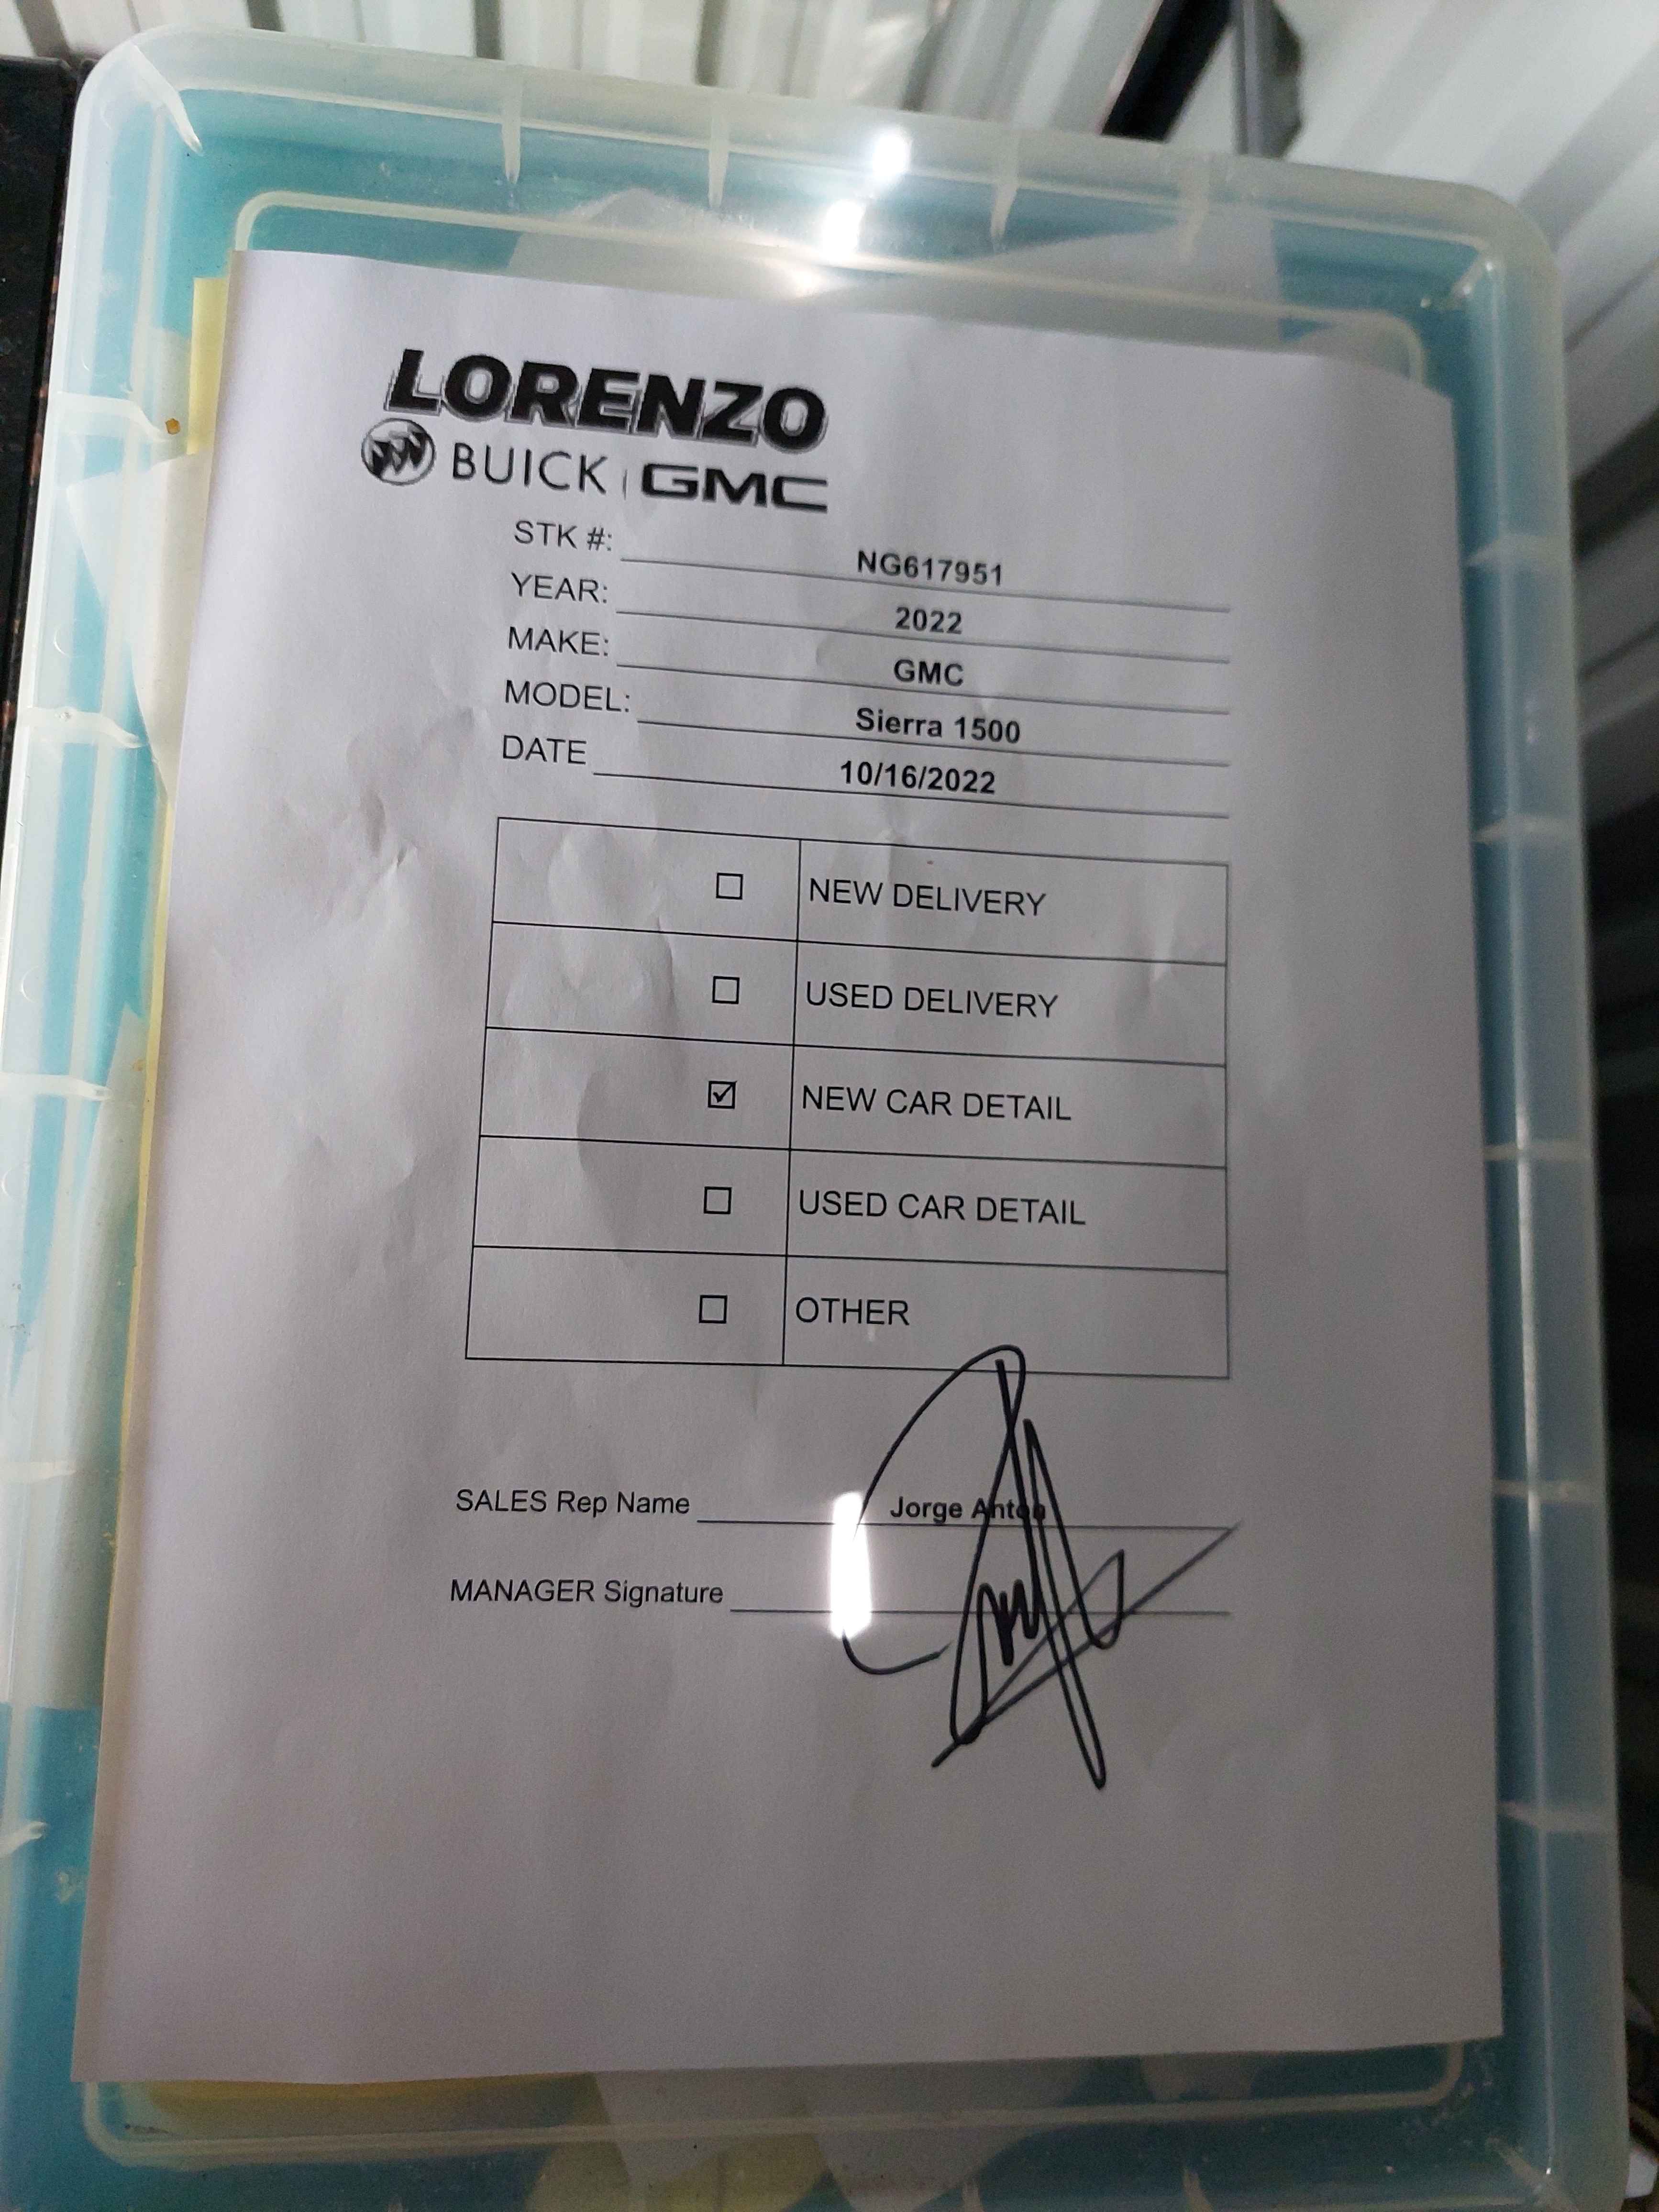 LORENZO
BUICK | GMC
STK #: NG617951
YEAR: 2022
MAKE: GMC
MODEL: Sierra 1500
DATE 10/16/2022
☐ NEW DELIVERY
☐ USED DELIVERY
☑ NEW CAR DETAIL
☐ USED CAR DETAIL
☐ OTHER
SALES Rep Name Jorge Anton
MANAGER Signature